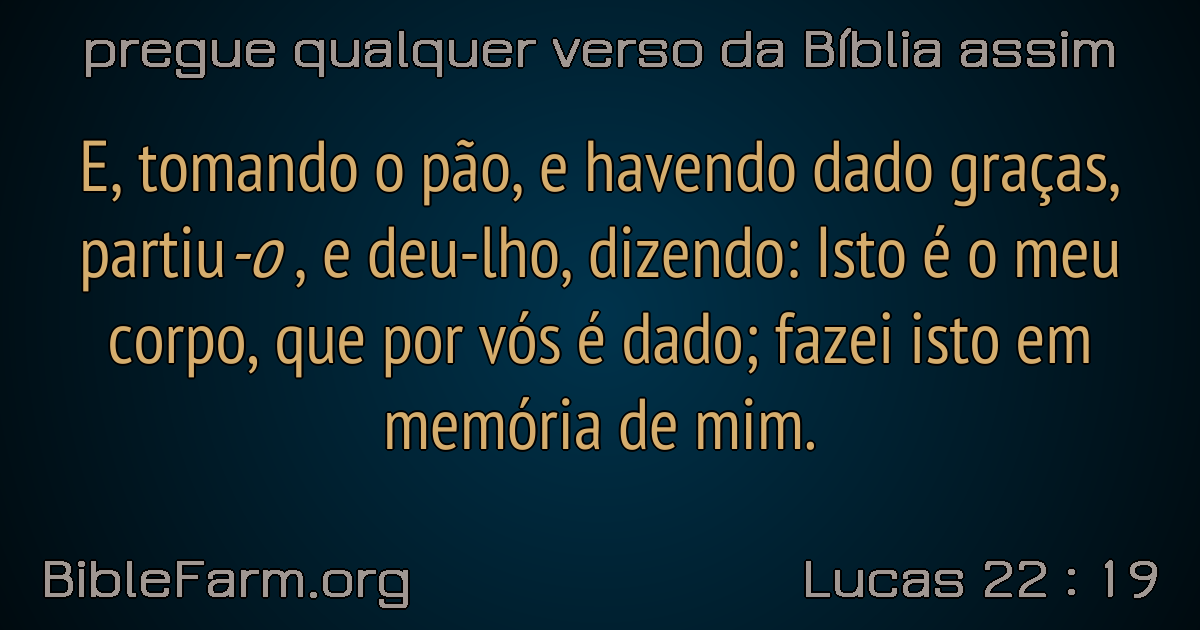 pregue qualquer verso da Bíblia assim
E, tomando o pão, e havendo dado graças,
partiu-o , e deu-lho, dizendo: Isto é o meu
corpo, que por vós é dado; fazei isto em
memória de mim.
BibleFarm.org
Lucas 22 : 19